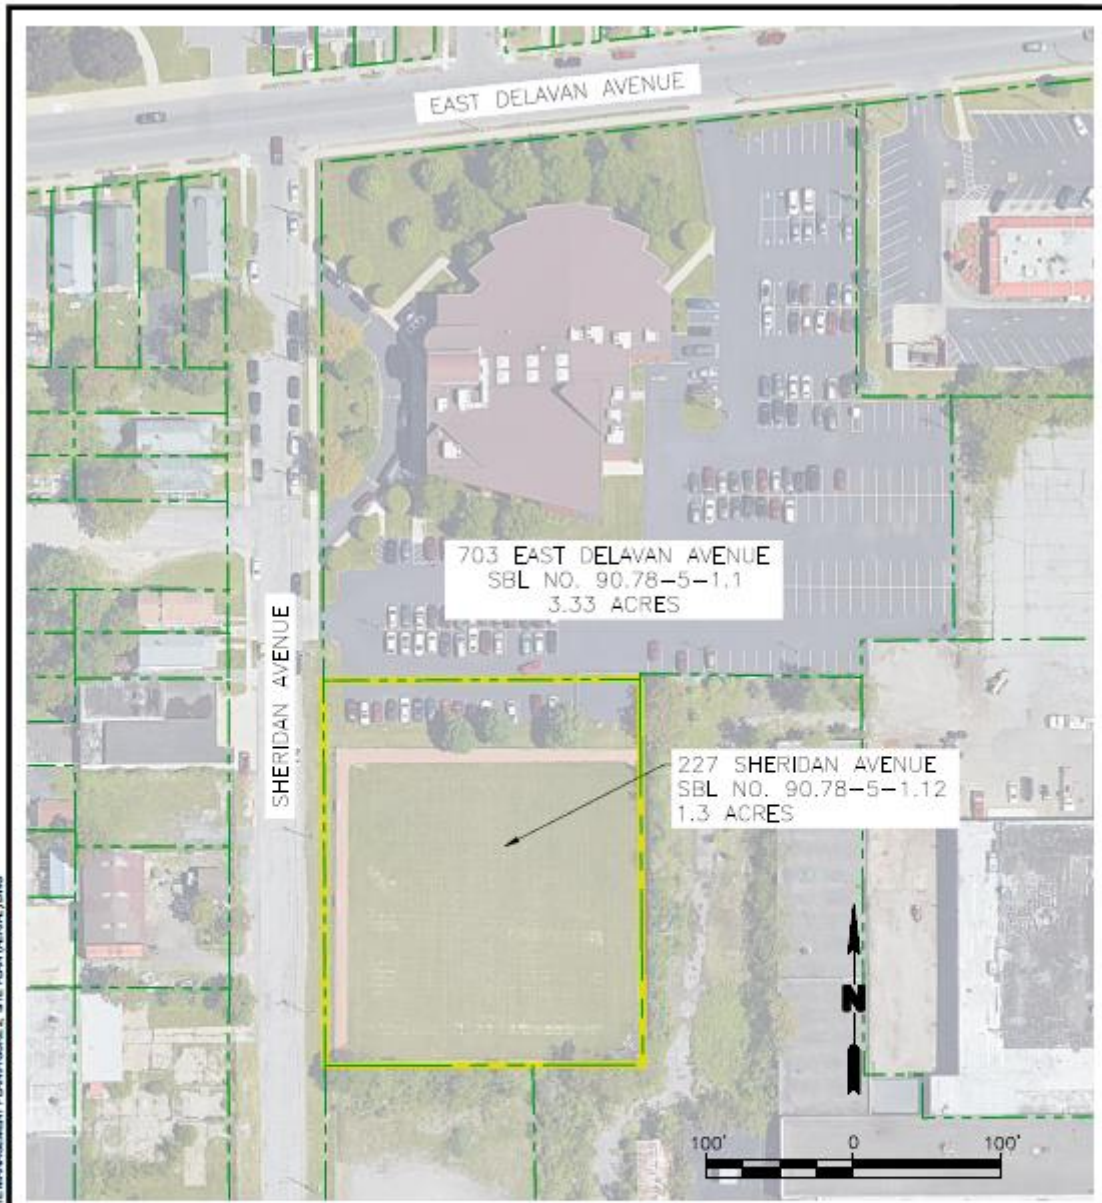 EAST DELAVAN AVENUE
703 EAST DELAVAN AVENUE
SBL NO. 90.78-5-1.1
3.33 ACRES
SHERIDAN AVENUE
227 SHERIDAN AVENUE
SBL NO. 90.78-5-1.12
1.3 ACRES
N
100' 0 100'